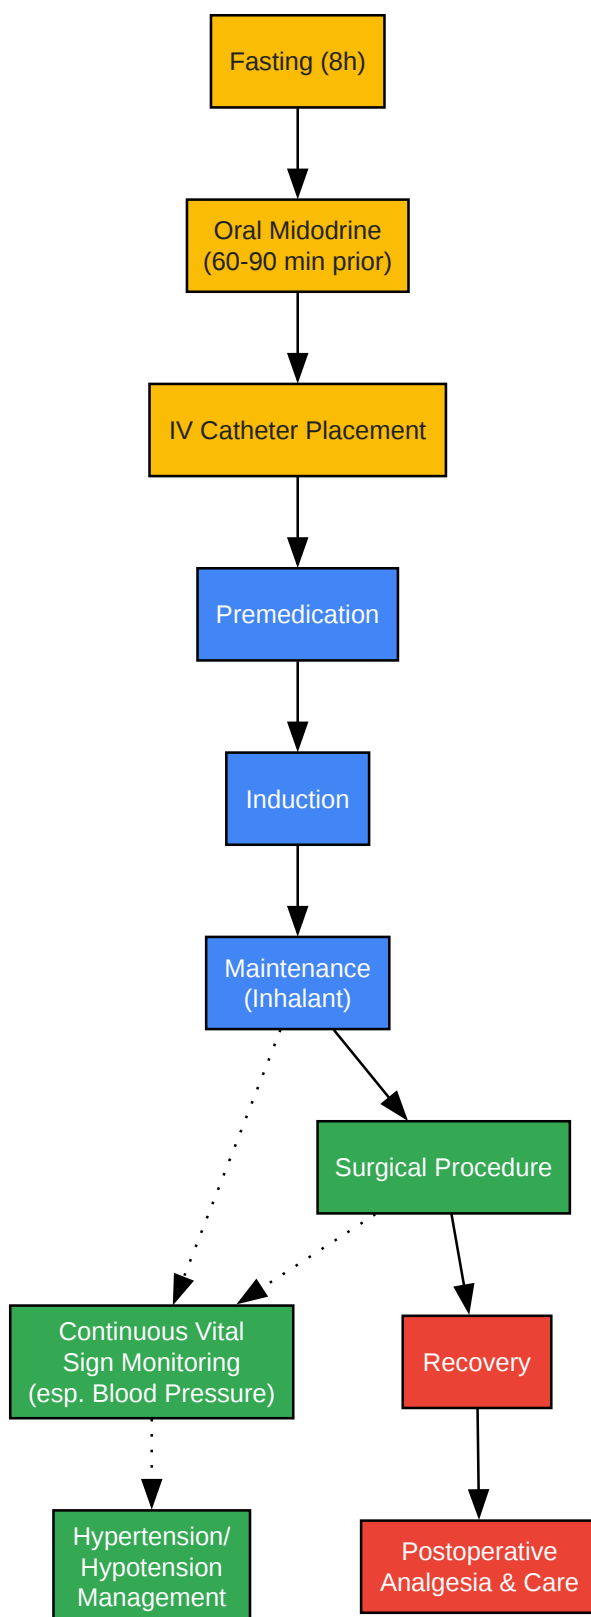 Fasting (8h)
Oral Midodrine
(60-90 min prior)
IV Catheter Placement
Premedication
Induction
Maintenance
(Inhalant)
Surgical Procedure
Continuous Vital
Sign Monitoring
(esp. Blood Pressure)
Recovery
Hypertension/
Hypotension
Management
Postoperative
Analgesia & Care